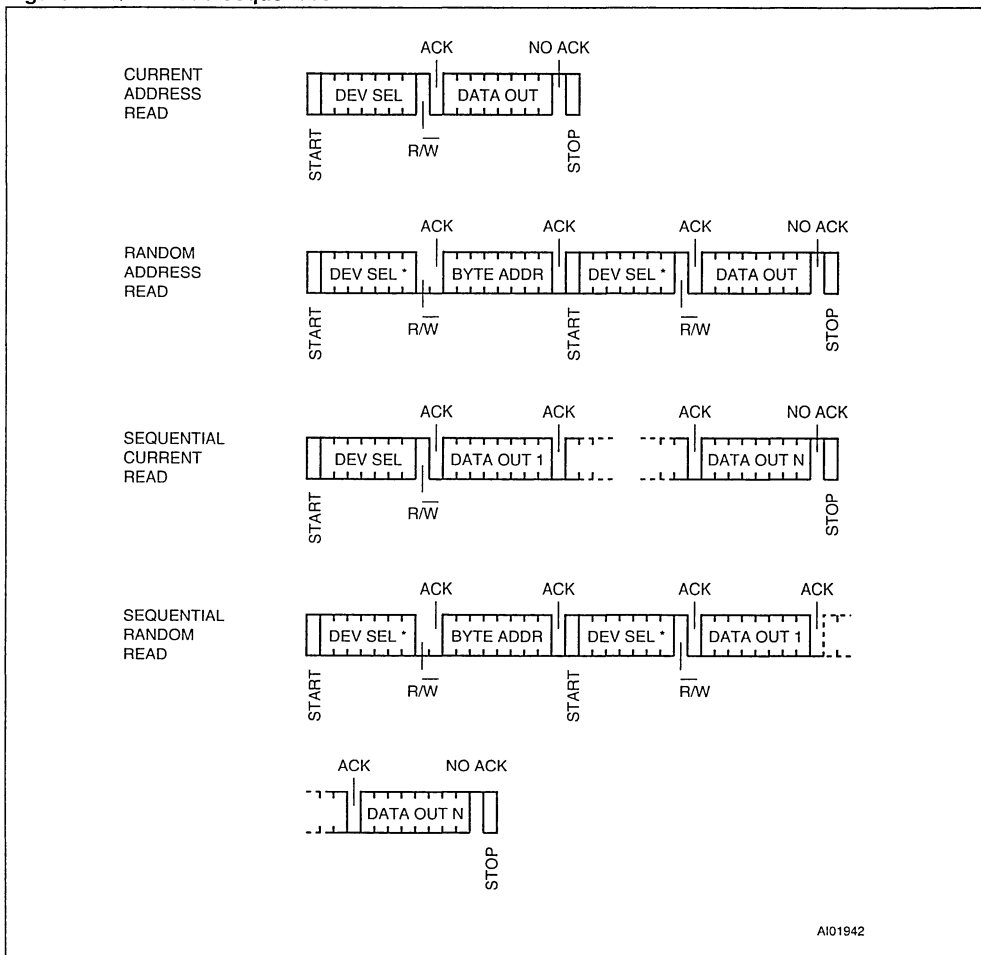 ACK NO ACK
CURRENT
ADDRESS
READ
DEV SEL DATA OUT
START R/W STOP
ACK ACK ACK NO ACK
RANDOM
ADDRESS
READ
DEV SEL * BYTE ADDR DEV SEL * DATA OUT
START R/W START R/W STOP
ACK ACK ACK NO ACK
SEQUENTIAL
CURRENT
READ
DEV SEL DATA OUT 1 DATA OUT N
START R/W STOP
ACK ACK ACK ACK
SEQUENTIAL
RANDOM
READ
DEV SEL * BYTE ADDR DEV SEL * DATA OUT 1
START R/W START R/W
ACK NO ACK
DATA OUT N
STOP
AI01942